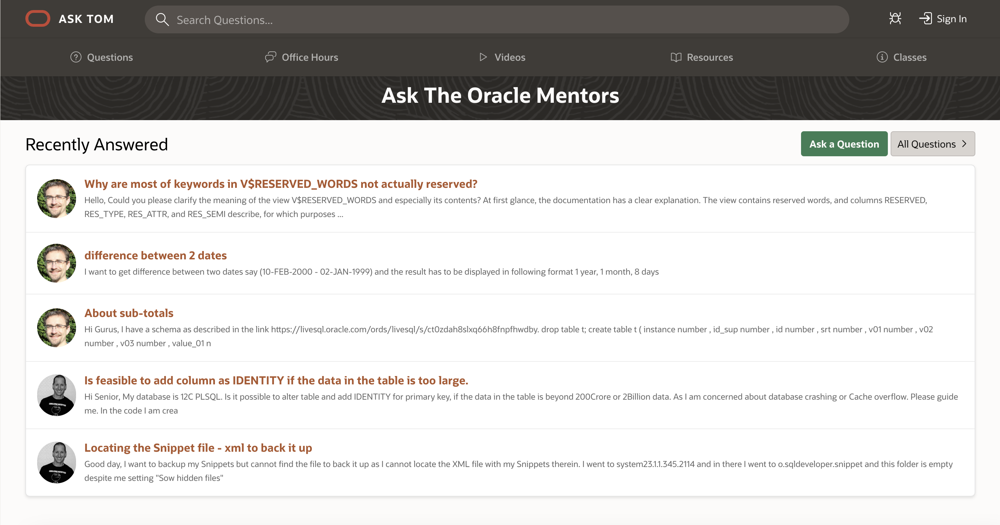 ASK TOM
Search Questions...
Sign In
Questions
Office Hours
Videos
Resources
Classes
Ask The Oracle Mentors
Recently Answered
Ask a Question
All Questions
Why are most of keywords in V$RESERVED_WORDS not actually reserved?
Hello, Could you please clarify the meaning of the view V$RESERVED_WORDS and especially its contents? At first glance, the documentation has a clear explanation. The view contains reserved words, and columns RESERVED,
RES_TYPE, RES_ATTR, and RES_SEMI describe, for which purposes ...
difference between 2 dates
I want to get difference between two dates say (10-FEB-2000 - 02-JAN-1999) and the result has to be displayed in following format 1 year, 1 month, 8 days
About sub-totals
Hi Gurus, I have a schema as described in the link https://livesql.oracle.com/ords/livesql/s/ct0zdah8slxq66h8fnpfhwdby. drop table t; create table t ( instance number , id_sup number , id number , srt number , v01 number , v02
number , v03 number , value_01 n
Is feasible to add column as IDENTITY if the data in the table is too large.
Hi Senior, My database is 12C PLSQL. Is it possible to alter table and add IDENTITY for primary key, if the data in the table is beyond 200Crore or 2Billion data. As I am concerned about database crashing or Cache overflow. Please guide
me. In the code I am crea
Locating the Snippet file - xml to back it up
Good day, I want to backup my Snippets but cannot find the file to back it up as I cannot locate the XML file with my Snippets therein. I went to system23.1.1.345.2114 and in there I went to o.sqldeveloper.snippet and this folder is empty
despite me setting "Sow hidden files"